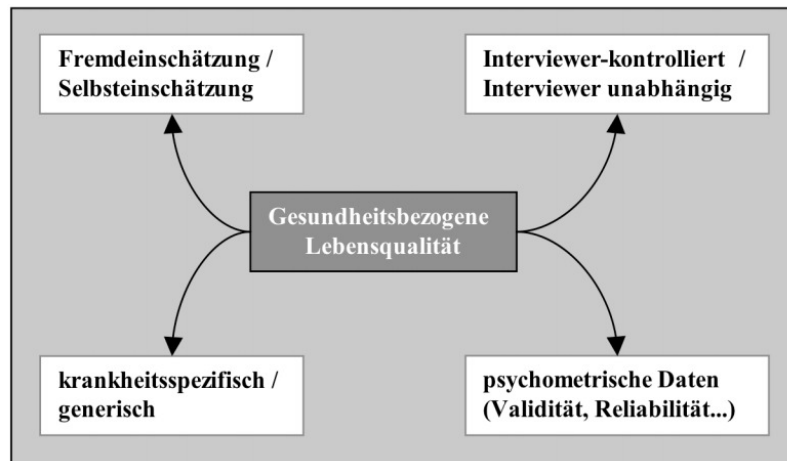 Fremdeinschätzung /
Selbsteinschätzung
Interviewer-kontrolliert /
Interviewer unabhängig
Gesundheitsbezogene
Lebensqualität
krankheitsspezifisch /
generisch
psychometrische Daten
(Validität, Reliabilität...)